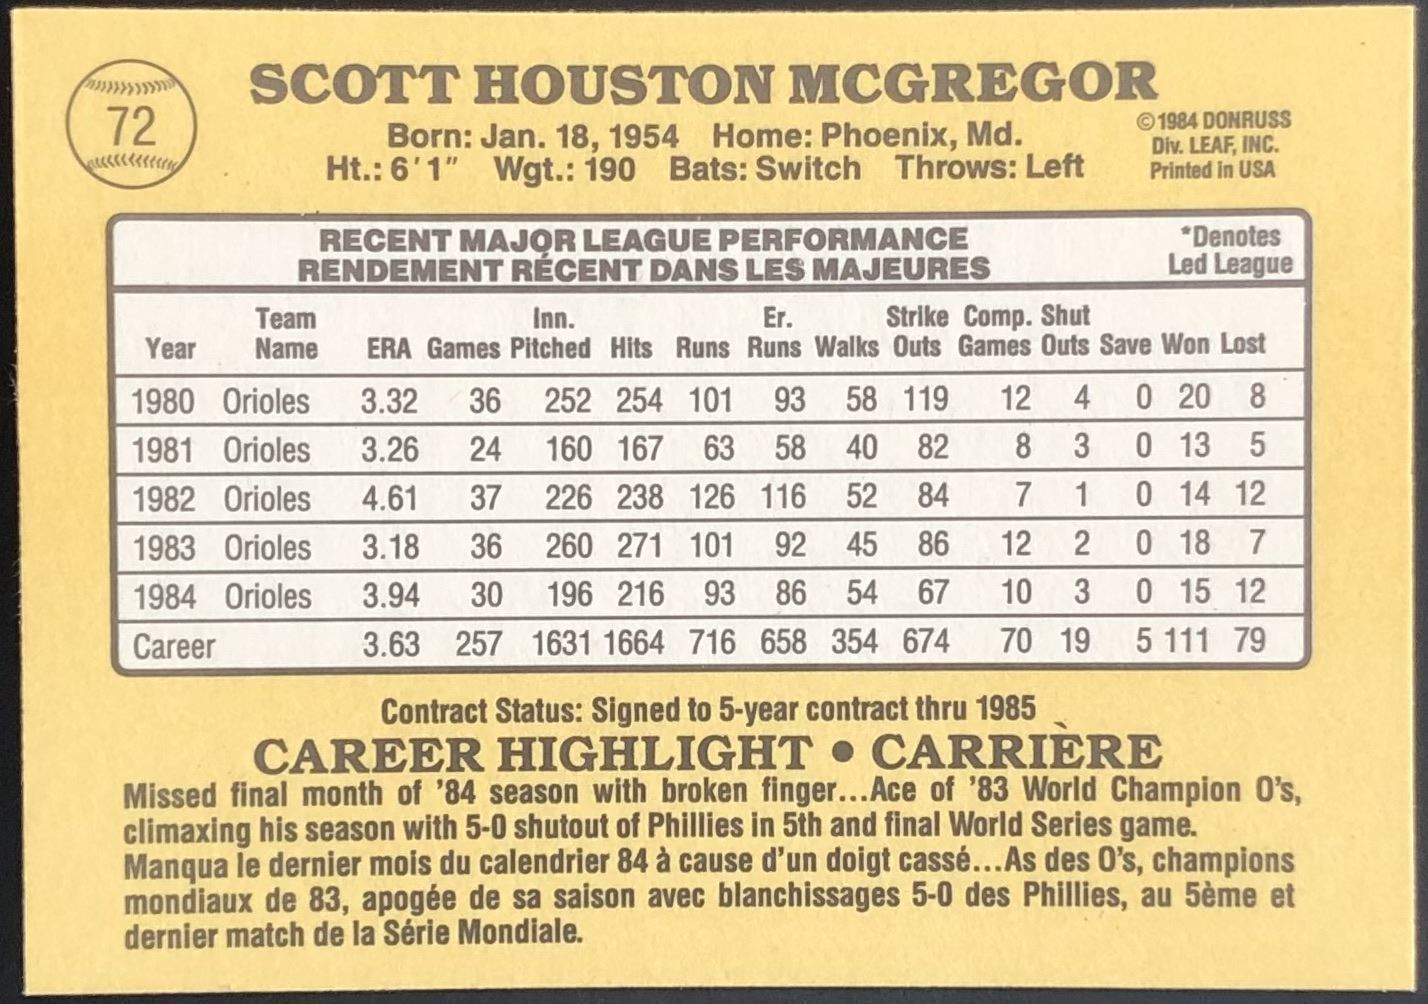 72
SCOTT HOUSTON MCGREGOR
Born: Jan. 18, 1954 Home: Phoenix, Md.
Ht.: 6'1" Wgt.: 190 Bats: Switch Throws: Left
©1984 DONRUSS
Div. LEAF, INC.
Printed in USA
RECENT MAJOR LEAGUE PERFORMANCE
RENDEMENT RÉCENT DANS LES MAJEURES
*Denotes
Led League
Team Inn. Er. Strike Comp. Shut
Year Name ERA Games Pitched Hits Runs Runs Walks Outs Games Outs Save Won Lost
1980 Orioles 3.32 36 252 254 101 93 58 119 12 4 0 20 8
1981 Orioles 3.26 24 160 167 63 58 40 82 8 3 0 13 5
1982 Orioles 4.61 37 226 238 126 116 52 84 7 1 0 14 12
1983 Orioles 3.18 36 260 271 101 92 45 86 12 2 0 18 7
1984 Orioles 3.94 30 196 216 93 86 54 67 10 3 0 15 12
Career 3.63 257 1631 1664 716 658 354 674 70 19 5 111 79
Contract Status: Signed to 5-year contract thru 1985
CAREER HIGHLIGHT • CARRIÈRE
Missed final month of '84 season with broken finger...Ace of '83 World Champion O's,
climaxing his season with 5-0 shutout of Phillies in 5th and final World Series game.
Manqua le dernier mois du calendrier 84 à cause d'un doigt cassé...As des O's, champions
mondiaux de 83, apogée de sa saison avec blanchissages 5-0 des Phillies, au 5ème et
dernier match de la Série Mondiale.